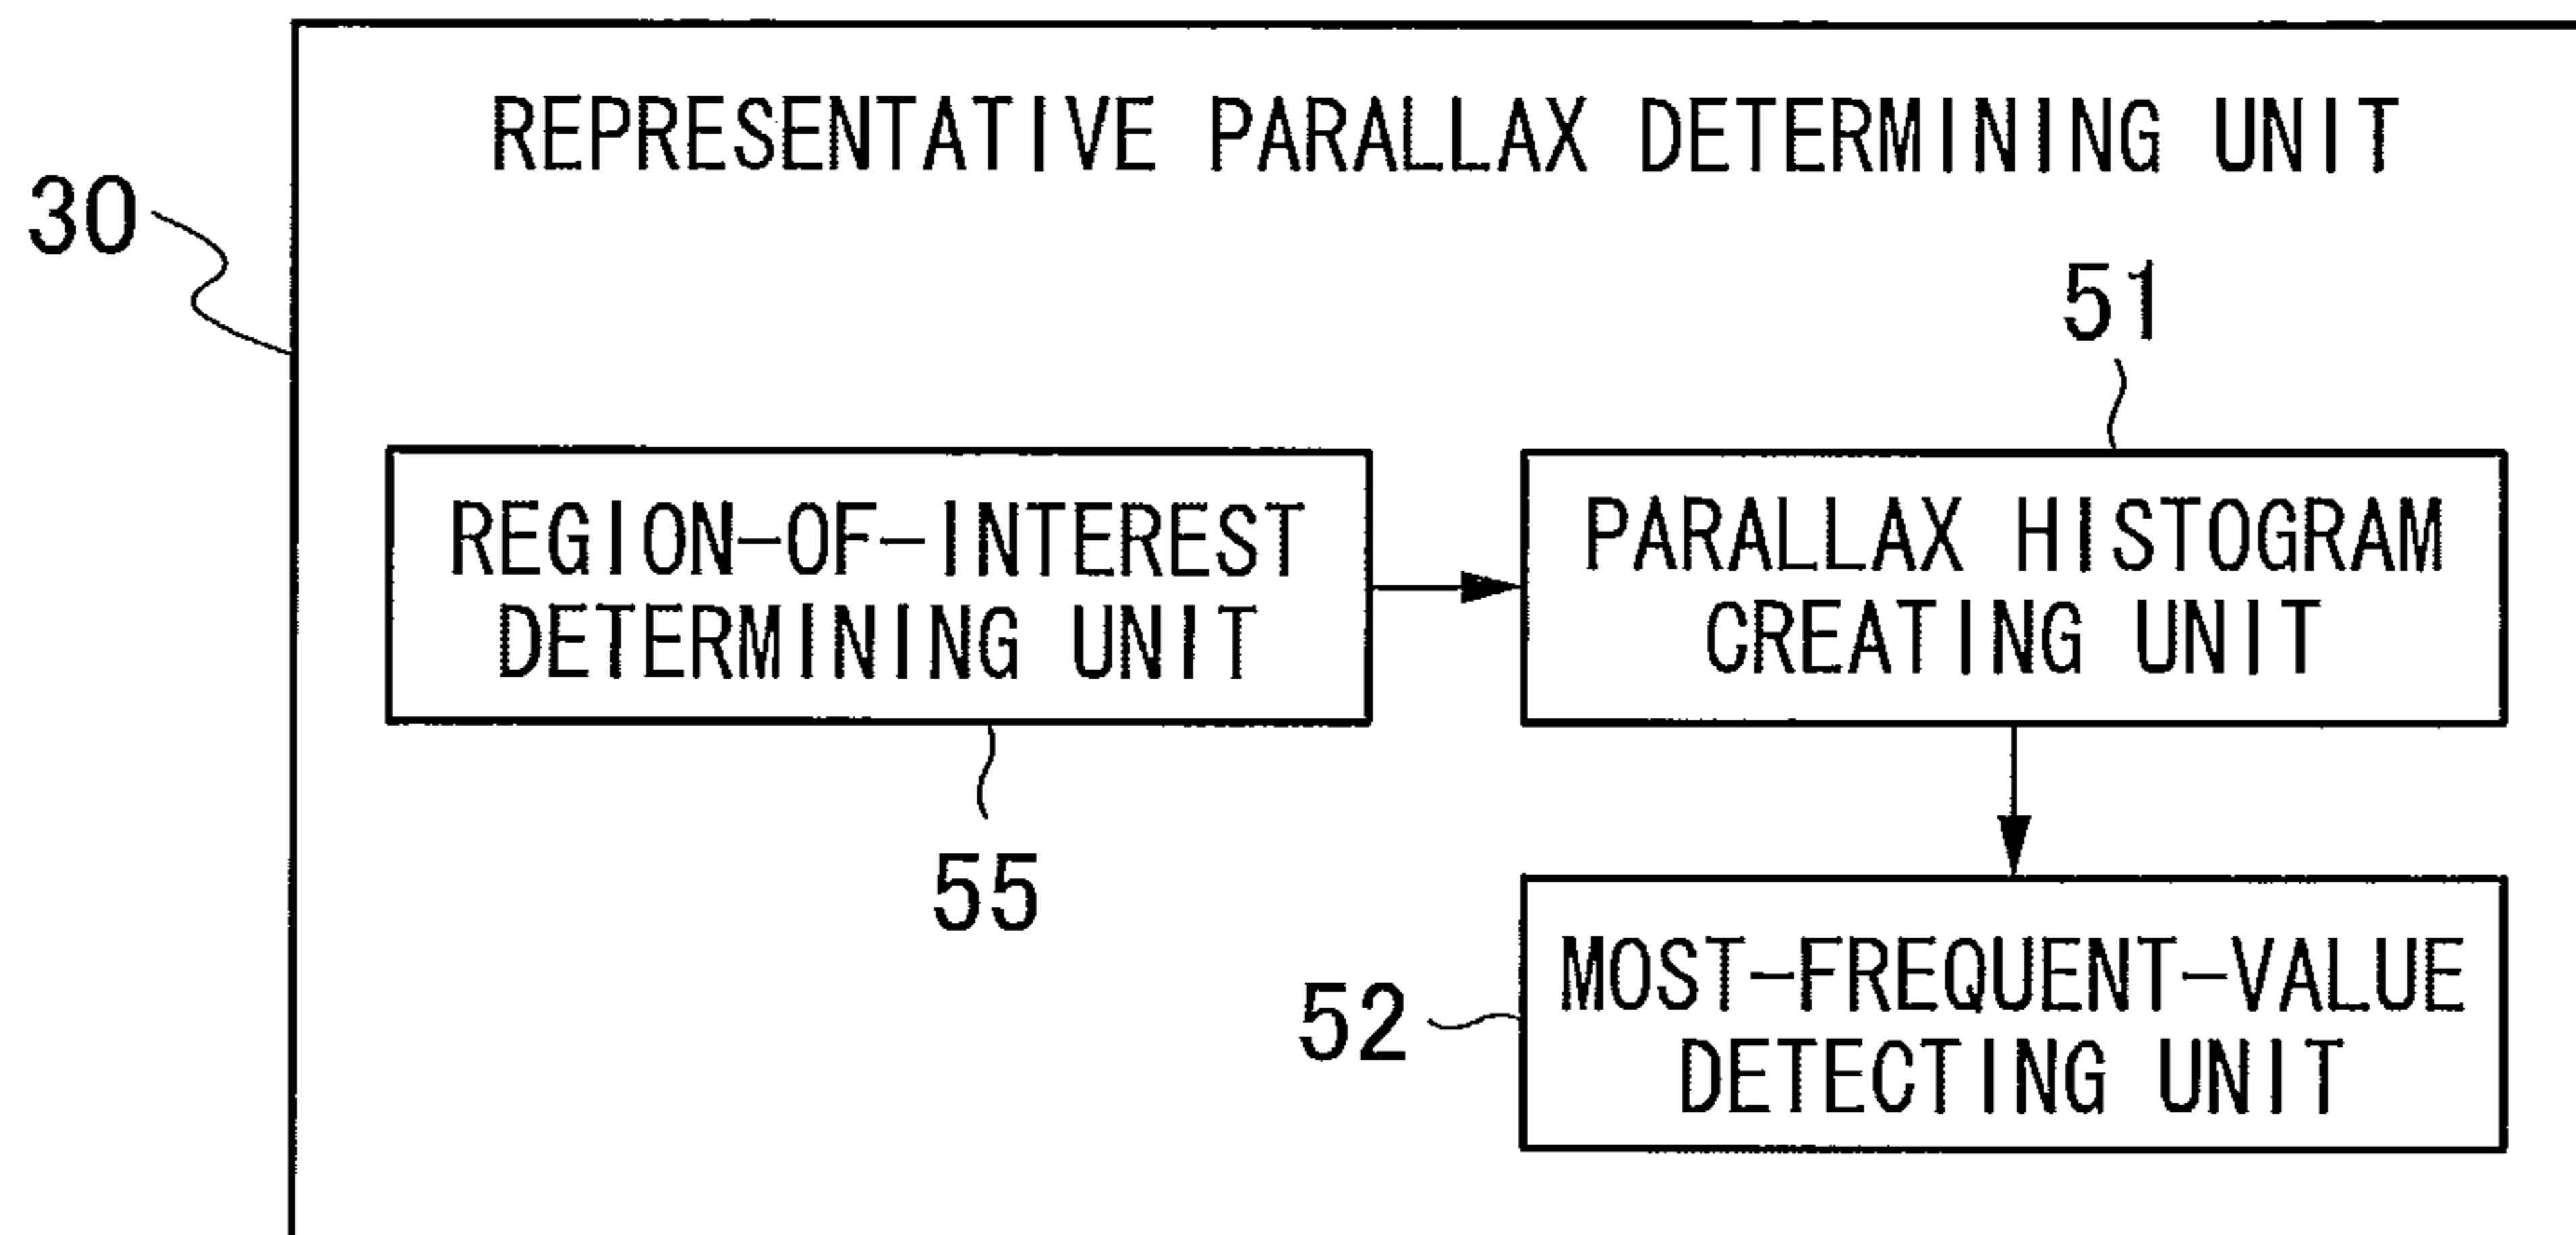 REPRESENTATIVE PARALLAX DETERMINING UNIT
30
51
REGION-OF-INTEREST
DETERMINING UNIT
PARALLAX HISTOGRAM
CREATING UNIT
55
52
MOST-FREQUENT-VALUE
DETECTING UNIT